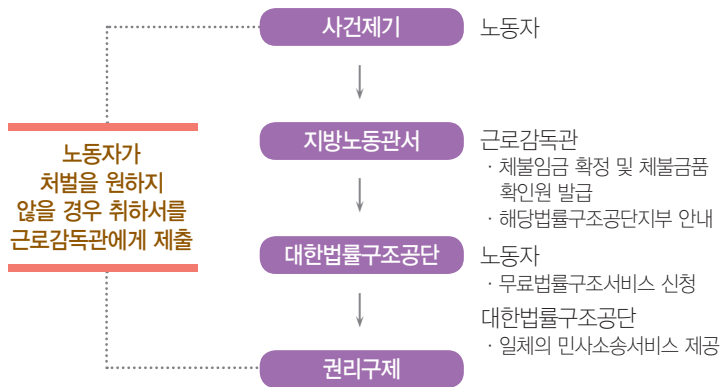 사건제기
노동자
지방노동관서
근로감독관
· 체불임금 확정 및 체불금품
확인원 발급
· 해당법률구조공단지부 안내
노동자가
처벌을 원하지
않을 경우 취하서를
근로감독관에게 제출
대한법률구조공단
노동자
· 무료법률구조서비스 신청
대한법률구조공단
· 일체의 민사소송서비스 제공
권리구제